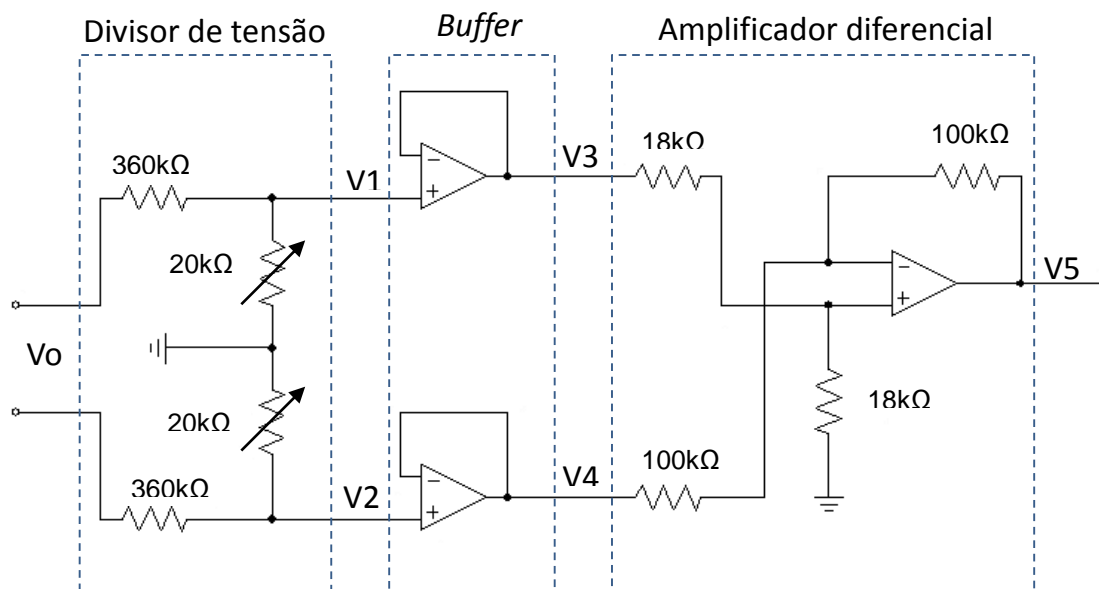 Divisor de tensão
Buffer
Amplificador diferencial
360kΩ
V1
V3
18kΩ
100kΩ
20kΩ
V5
Vo
20kΩ
18kΩ
360kΩ
V2
V4
100kΩ